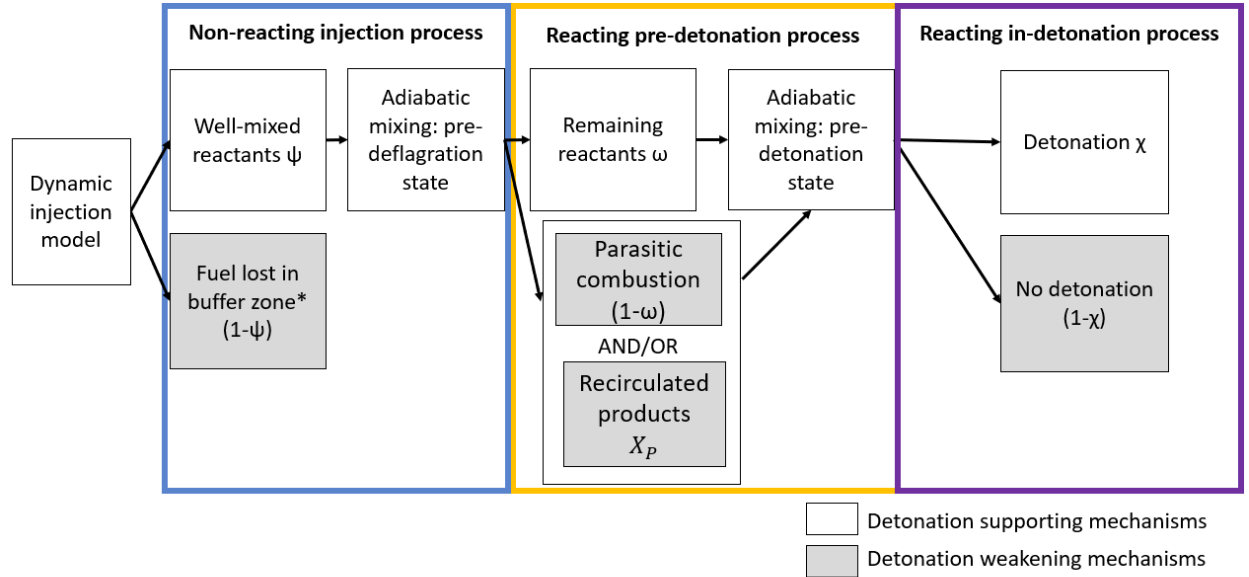 Non-reacting injection process
Reacting pre-detonation process
Reacting in-detonation process
Dynamic
injection
model
Well-mixed
reactants ψ
Adiabatic
mixing: pre-
deflagration
state
Fuel lost in
buffer zone*
(1-ψ)
Remaining
reactants ω
Adiabatic
mixing: pre-
detonation
state
Parasitic
combustion
(1-ω)
AND/OR
Recirculated
products
X_P
Detonation χ
No detonation
(1-χ)
Detonation supporting mechanisms
Detonation weakening mechanisms